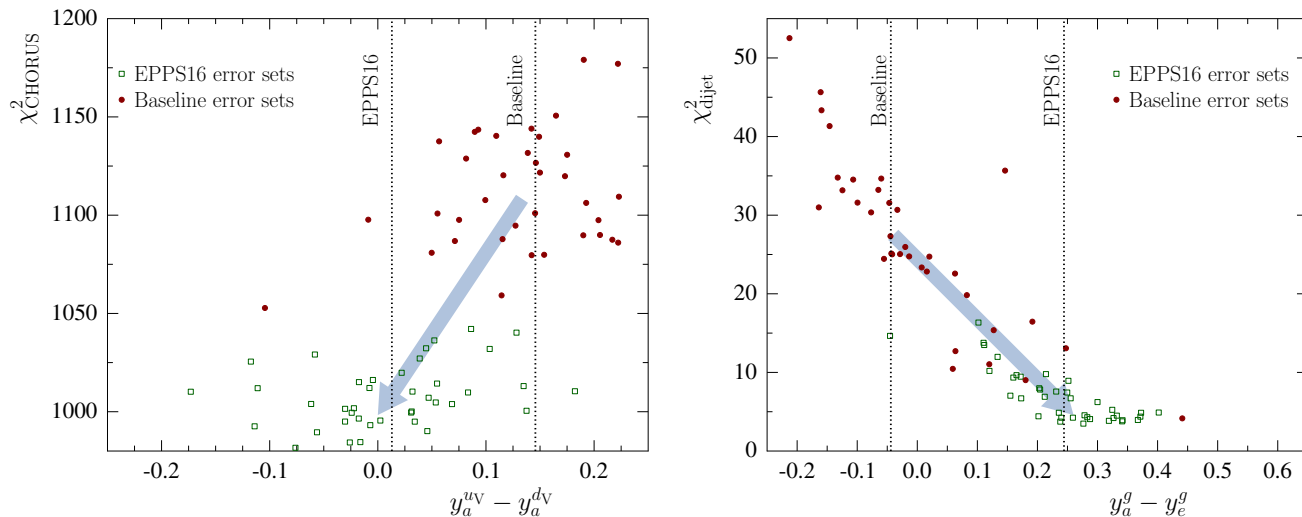 1200
1150
1100
1050
1000
χ²_CHORUS
EPPS16 error sets
Baseline error sets
EPPS16
Baseline
-0.2 -0.1 0.0 0.1 0.2
y_a^{u_V} − y_a^{d_V}
50
40
30
20
10
0
χ²_dijet
EPPS16 error sets
Baseline error sets
Baseline
EPPS16
-0.2 -0.1 0.0 0.1 0.2 0.3 0.4 0.5 0.6
y_a^g − y_e^g